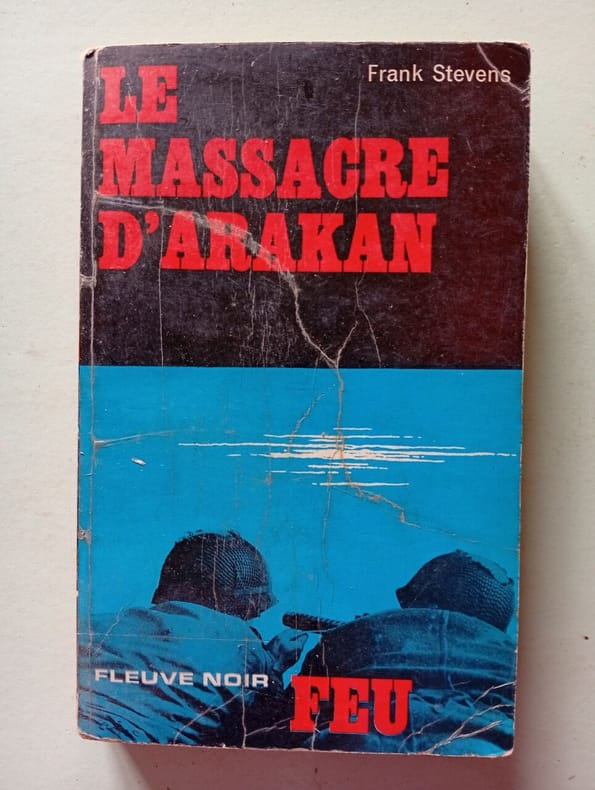 Frank Stevens
LE
MASSACRE
D'ARAKAN
FLEUVE NOIR
FEU